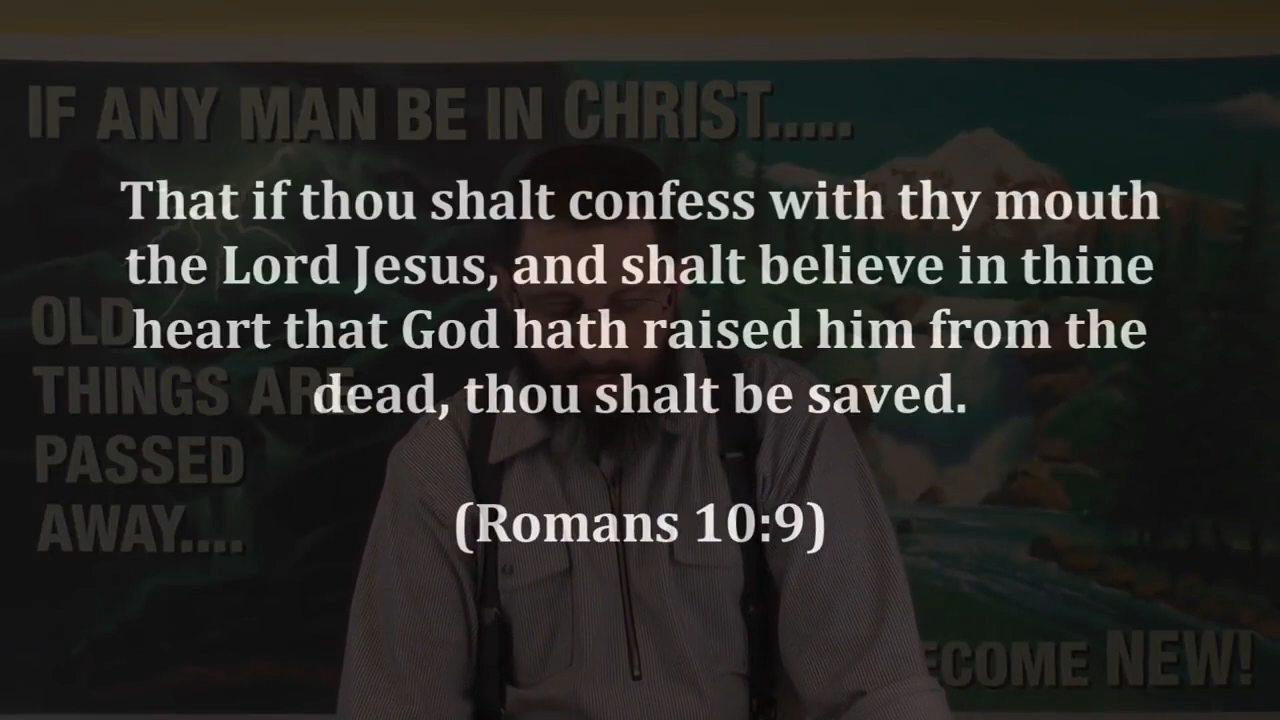 IF ANY MAN BE IN CHRIST.....
That if thou shalt confess with thy mouth
the Lord Jesus, and shalt believe in thine
heart that God hath raised him from the
dead, thou shalt be saved.
(Romans 10:9)
OLD
THINGS ARE
PASSED
AWAY....
ECOME NEW!